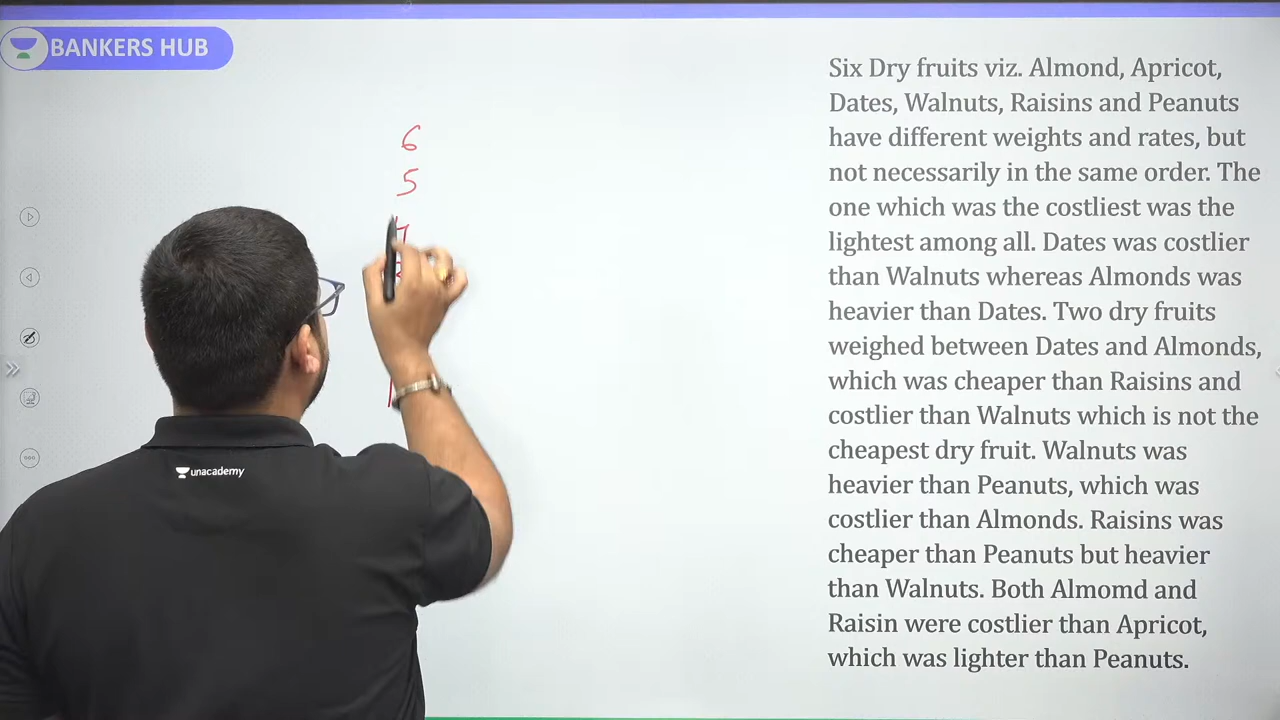 BANKERS HUB
Six Dry fruits viz. Almond, Apricot,
Dates, Walnuts, Raisins and Peanuts
have different weights and rates, but
not necessarily in the same order. The
one which was the costliest was the
lightest among all. Dates was costlier
than Walnuts whereas Almonds was
heavier than Dates. Two dry fruits
weighed between Dates and Almonds,
which was cheaper than Raisins and
costlier than Walnuts which is not the
cheapest dry fruit. Walnuts was
heavier than Peanuts, which was
costlier than Almonds. Raisins was
cheaper than Peanuts but heavier
than Walnuts. Both Almomd and
Raisin were costlier than Apricot,
which was lighter than Peanuts.
6
5
unacademy